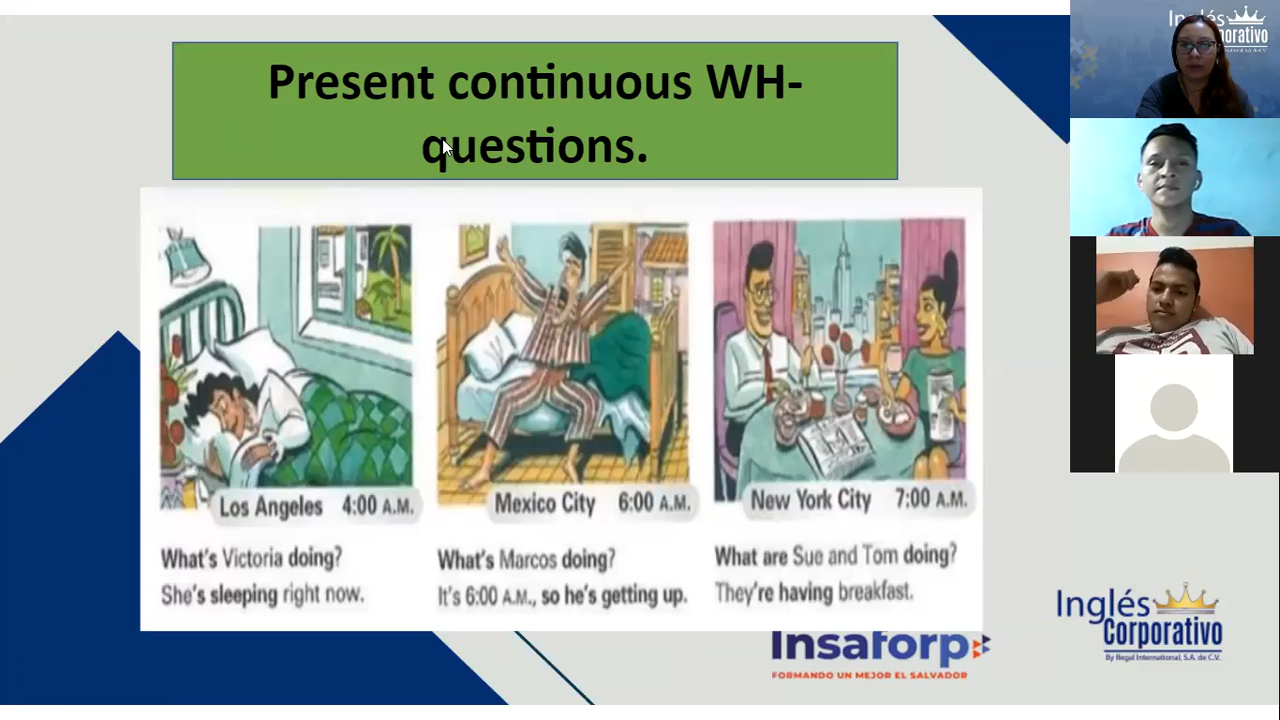 Present continuous WH-
questions.
Los Angeles 4:00 A.M.
Mexico City 6:00 A.M.
New York City 7:00 A.M.
What's Victoria doing?
She's sleeping right now.
What's Marcos doing?
It's 6:00 A.M., so he's getting up.
What are Sue and Tom doing?
They're having breakfast.
Insaforp
FORMANDO UN MEJOR EL SALVADOR
Inglés
Corporativo
By Regal International, S.A. de C.V.